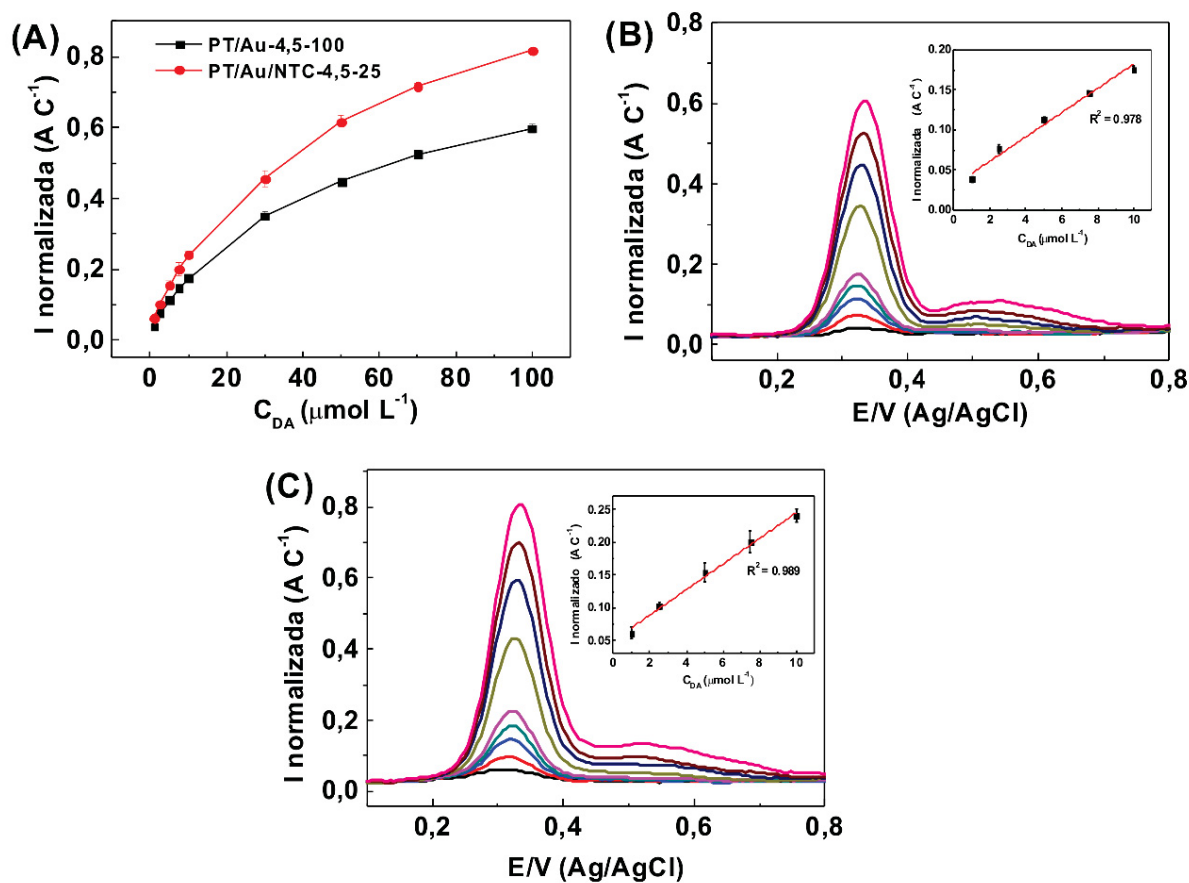 (A)
PT/Au-4,5-100
PT/Au/NTC-4,5-25
I normalizada (A C⁻¹)
0,8
0,6
0,4
0,2
0,0
0 20 40 60 80 100
C_DA (μmol L⁻¹)
(B)
I normalizada (A C⁻¹)
0,8
0,6
0,4
0,2
0,0
0,2 0,4 0,6 0,8
E/V (Ag/AgCl)
I normalizada (A C⁻¹)
0.20
0.15
0.10
0.05
0.00
0 2 4 6 8 10
C_DA (μmol L⁻¹)
R² = 0.978
(C)
I normalizada (A C⁻¹)
0,8
0,6
0,4
0,2
0,0
0,2 0,4 0,6 0,8
E/V (Ag/AgCl)
I normalizado (A C⁻¹)
0.25
0.20
0.15
0.10
0.05
0 2 4 6 8 10
C_DA (μmol L⁻¹)
R² = 0.989